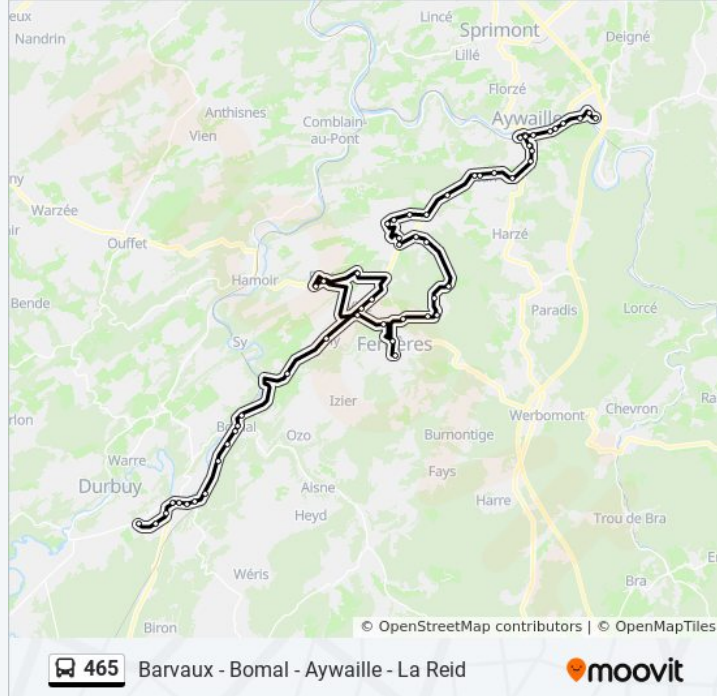 Lincé
Sprimont
Nandrin
Lillé
Deigné
Florzé
Anthisnes
Comblain-
au-Pont
Aywaille
Vien
Warzée
Harzé
Ouffet
Hamoir
Bende
Paradis
Lorcé
Sy
Izier
Werbomont
Chevron
Ozo
Burnontige
Warre
Fays
Durbuy
Aisne
Harre
Heyd
Trou de Bra
Wéris
Bra
Biron
© OpenStreetMap contributors | © OpenMapTiles
465 Barvaux - Bomal - Aywaille - La Reid
moovit